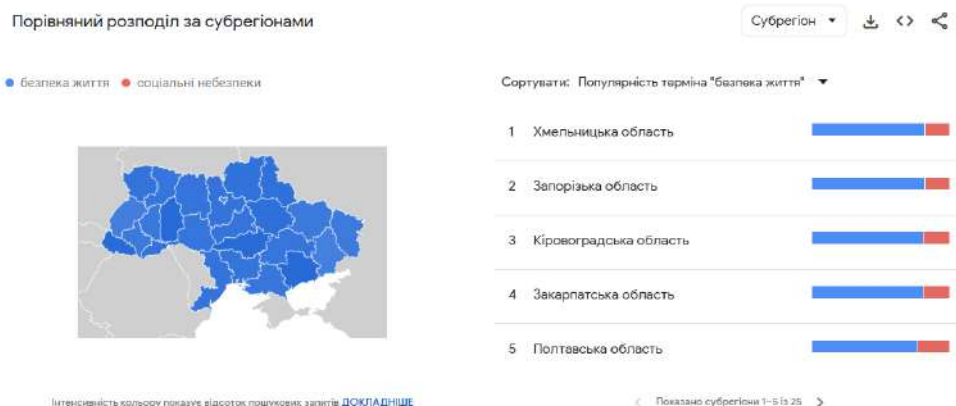 Порівняний розподіл за субрегіонами
Субрегіон
безпека життя соціальні небезпеки
Сортувати: Популярність терміна "безпека життя"
1 Хмельницька область
2 Запорізька область
3 Кіровоградська область
4 Закарпатська область
5 Полтавська область
Інтенсивність кольору показує відсоток пошукових запитів ДОКЛАДНІШЕ
Показано субрегіони 1–5 із 25